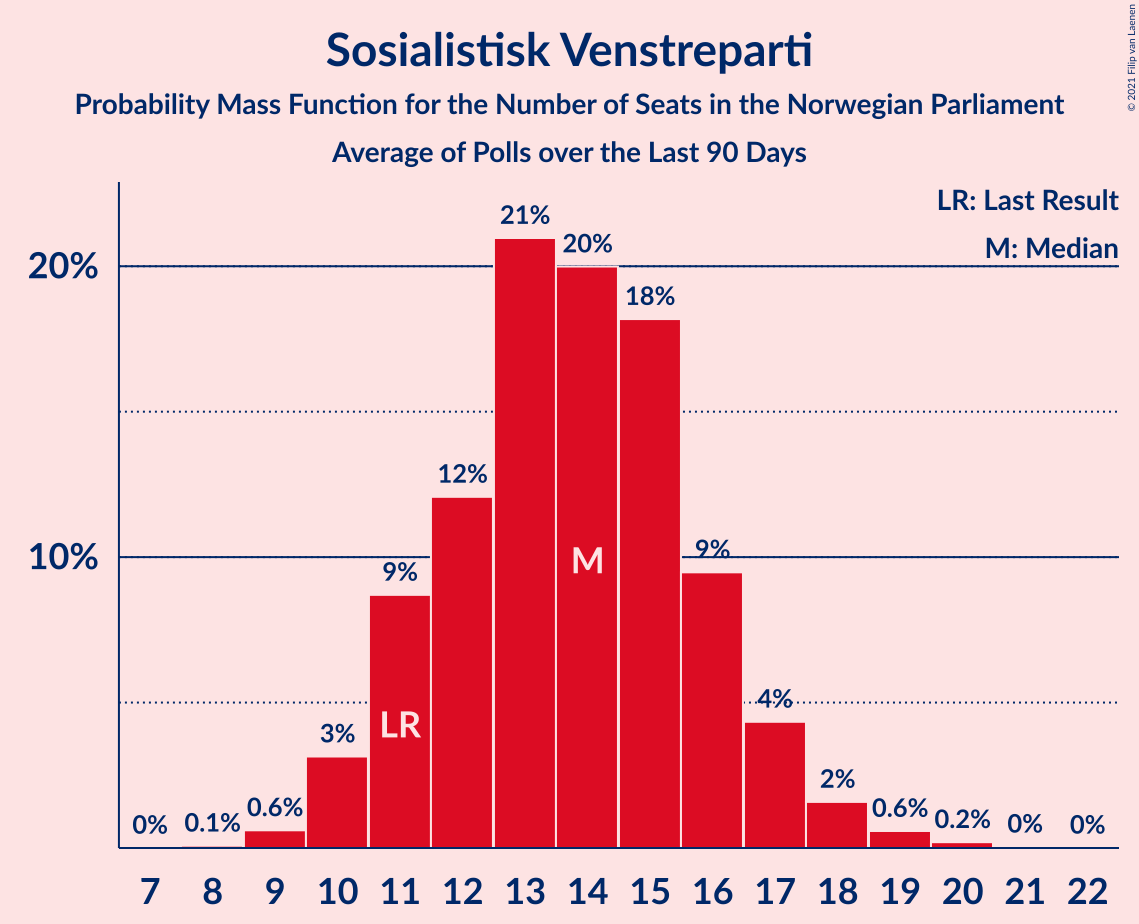 Sosialistisk Venstreparti
Probability Mass Function for the Number of Seats in the Norwegian Parliament
Average of Polls over the Last 90 Days
© 2021 Filip van Laenen
LR: Last Result
M: Median
20%
10%
0%
0.1%
0.6%
3%
9%
12%
21%
20%
18%
9%
4%
2%
0.6%
0.2%
0%
0%
LR
M
7 8 9 10 11 12 13 14 15 16 17 18 19 20 21 22